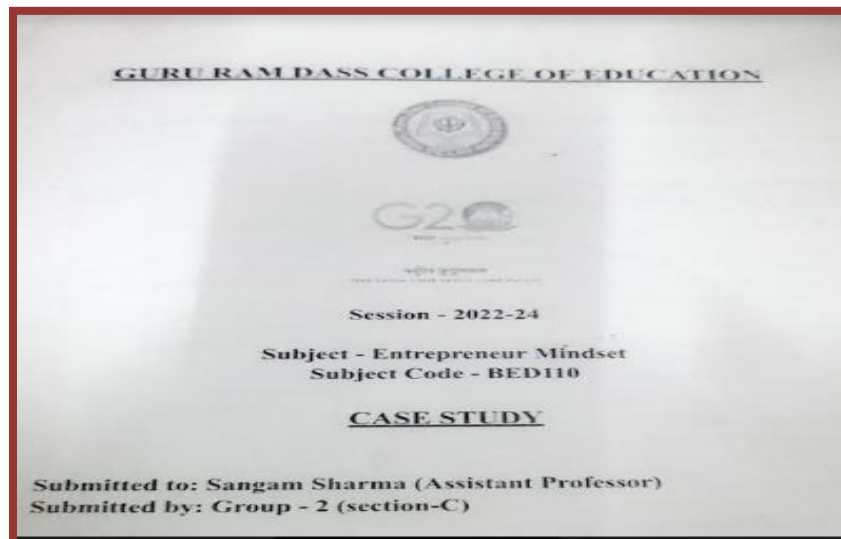 GURU RAM DASS COLLEGE OF EDUCATION
G20
Session - 2022-24
Subject - Entrepreneur Mindset
Subject Code - BED110
CASE STUDY
Submitted to: Sangam Sharma (Assistant Professor)
Submitted by: Group - 2 (section-C)